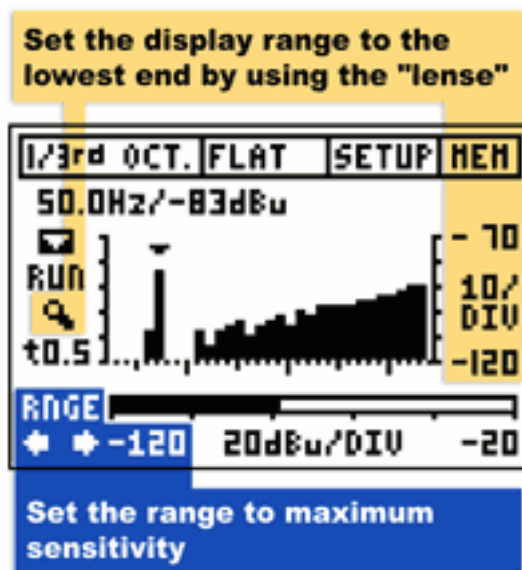 Set the display range to the
lowest end by using the "lense"
1/3rd OCT. FLAT SETUP MEM
50.0Hz/-83dBu
- 70
RUN
10/
DIV
t0.5
-120
RNGE
-120 20dBu/DIV -20
Set the range to maximum
sensitivity